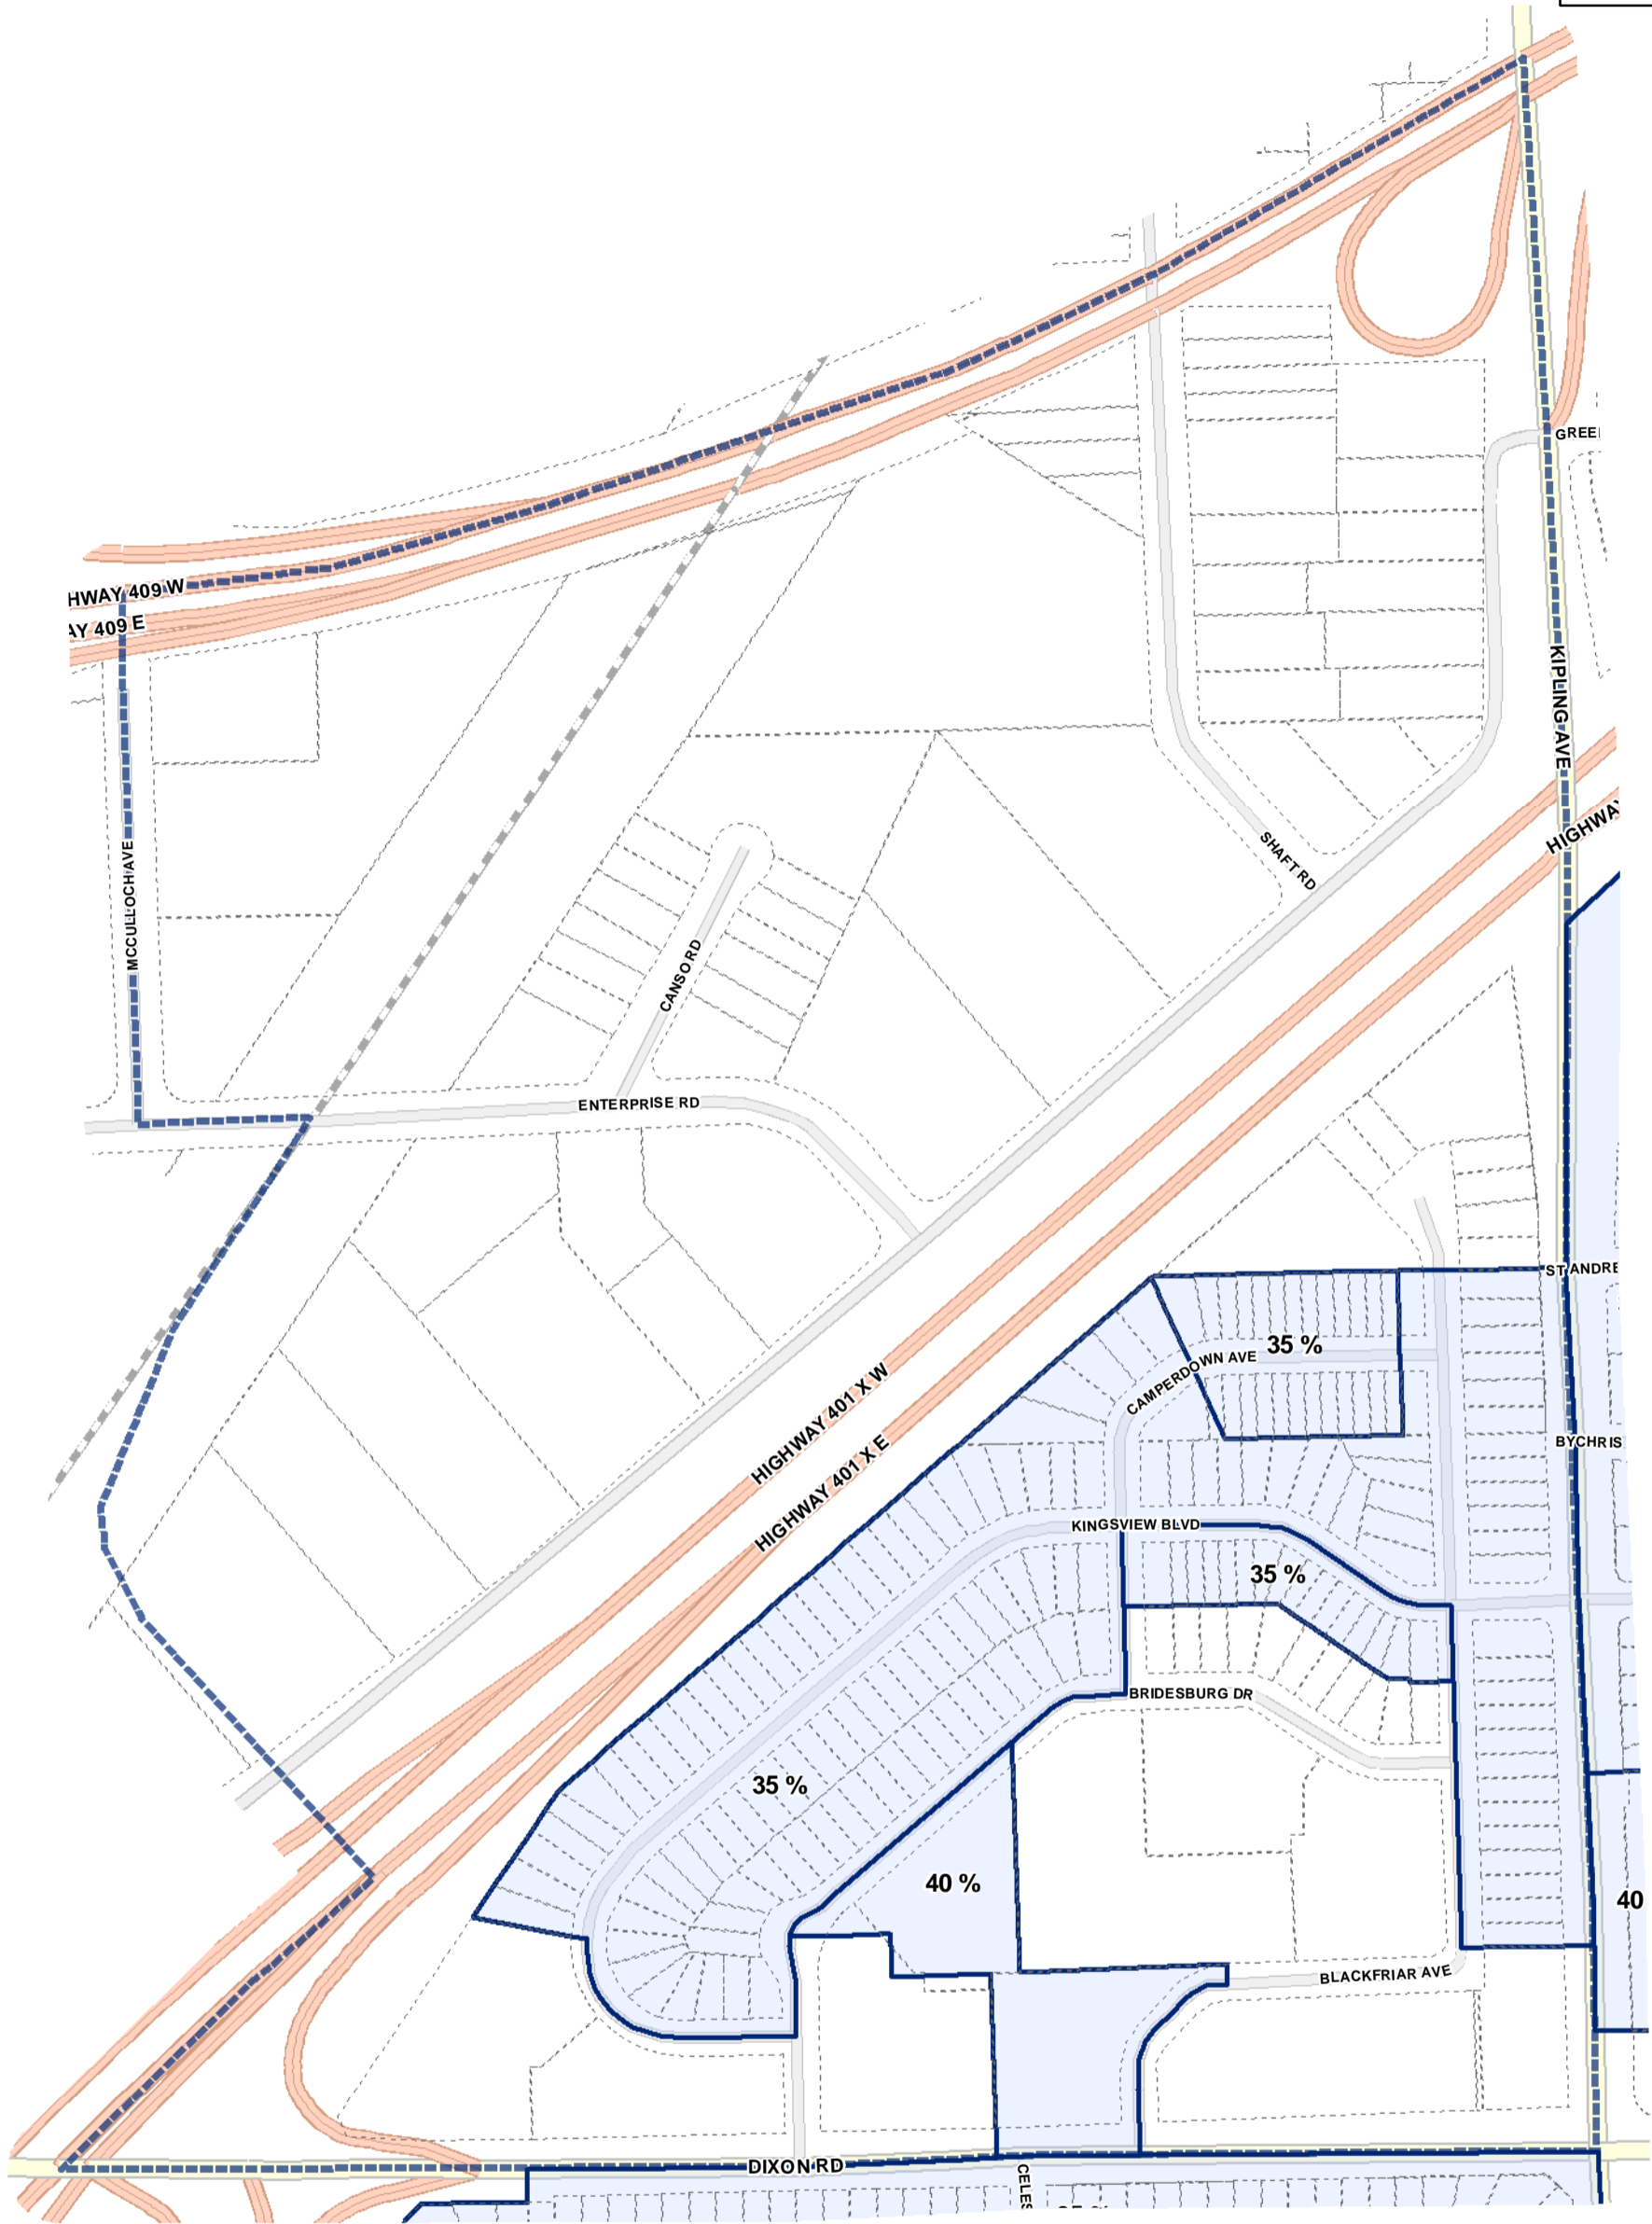 GREE
HWAY 409 W
AY 409 E
KIPLING AVE
HIGHWAY
SHAFT RD
MCCULLOCH AVE
CANSO RD
ENTERPRISE RD
ST ANDRE
35 %
CAMPERDOWN AVE
HIGHWAY 401 X W
HIGHWAY 401 X E
BYCHRIS
KINGSVIEW BLVD
35 %
BRIDESBURG DR
35 %
40 %
40
BLACKFRIAR AVE
DIXON RD
CELES